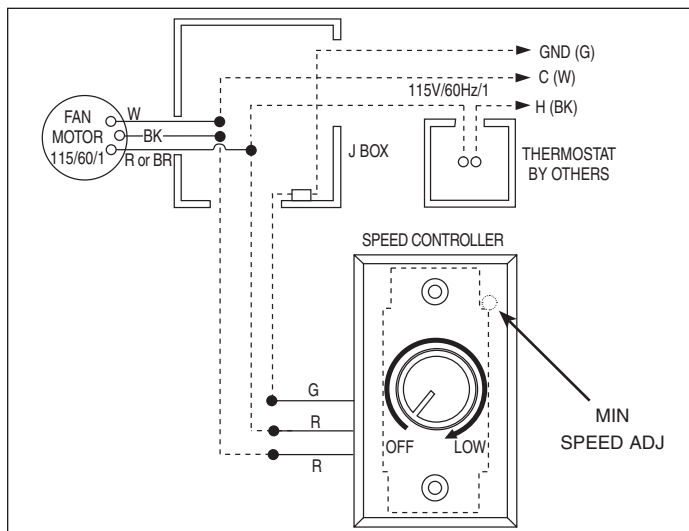 GND (G)
C (W)
115V/60Hz/1
H (BK)
FAN
MOTOR
115/60/1
W
BK
R or BR
J BOX
THERMOSTAT
BY OTHERS
SPEED CONTROLLER
G
R
R
OFF
LOW
MIN
SPEED ADJ